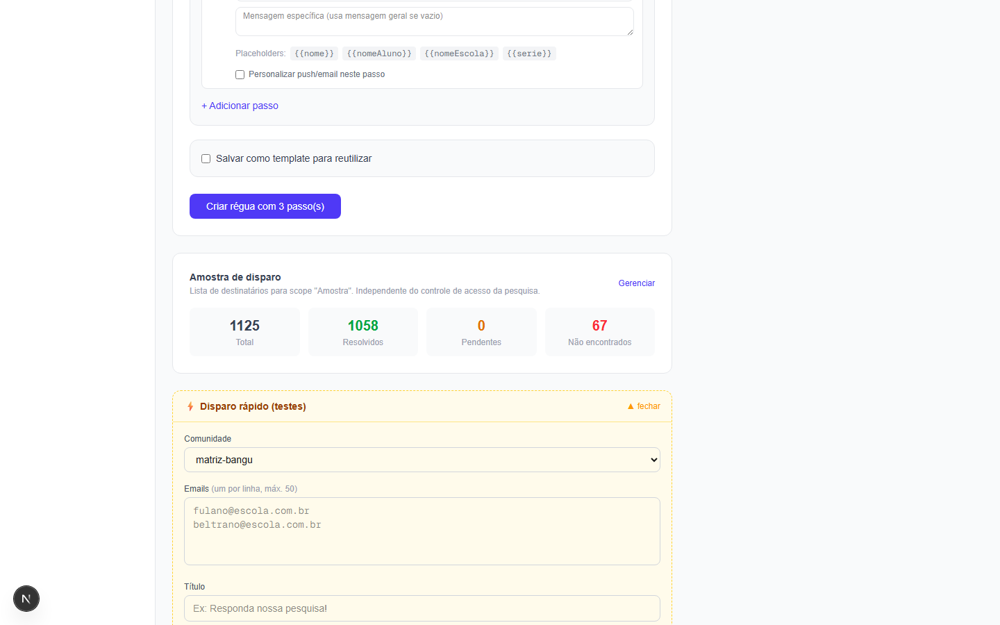 Mensagem específica (usa mensagem geral se vazio)
Placeholders: {{nome}} {{nomeAluno}} {{nomeEscola}} {{serie}}
Personalizar push/email neste passo
+ Adicionar passo
Salvar como template para reutilizar
Criar régua com 3 passo(s)
Amostra de disparo
Lista de destinatários para scope "Amostra". Independente do controle de acesso da pesquisa.
Gerenciar
1125
Total
1058
Resolvidos
0
Pendentes
67
Não encontrados
Disparo rápido (testes)
▲ fechar
Comunidade
matriz-bangu
Emails (um por linha, máx. 50)
fulano@escola.com.br
beltrano@escola.com.br
Título
Ex: Responda nossa pesquisa!
N